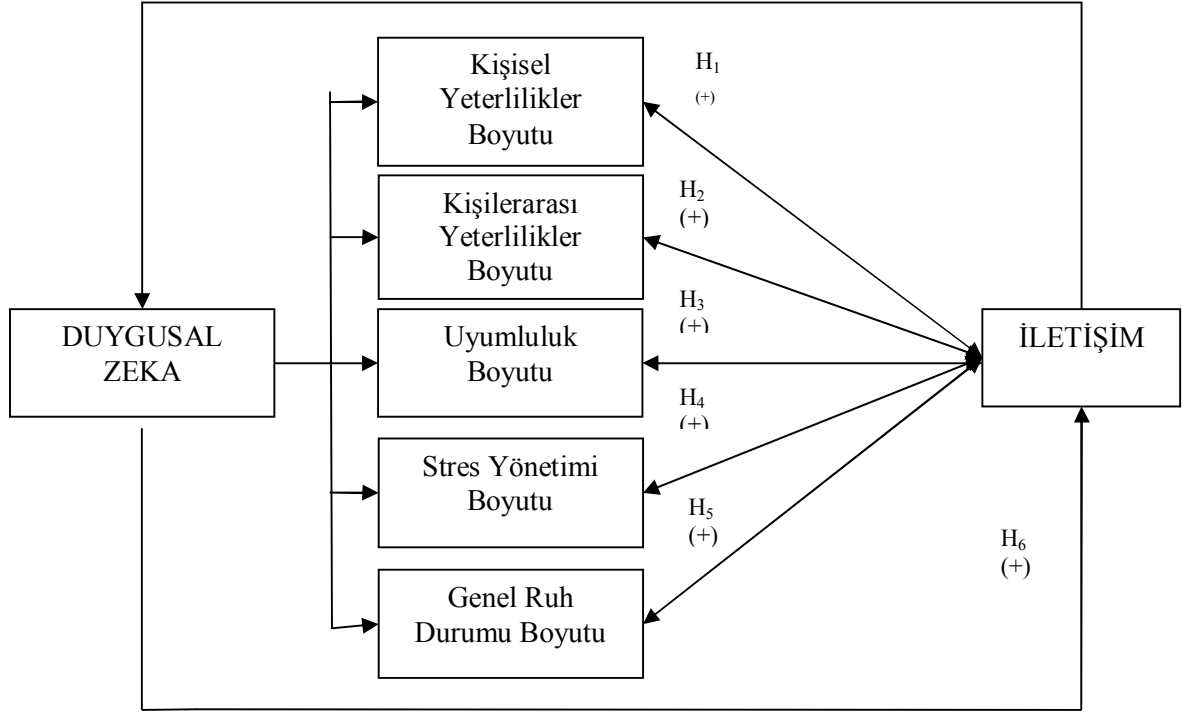 Kişisel
Yeterlilikler
Boyutu
H1
(+)
Kişilerarası
Yeterlilikler
Boyutu
H2
(+)
DUYGUSAL
ZEKA
Uyumluluk
Boyutu
H3
(+)
İLETİŞİM
H4
(+)
Stres Yönetimi
Boyutu
H5
(+)
Genel Ruh
Durumu Boyutu
H6
(+)